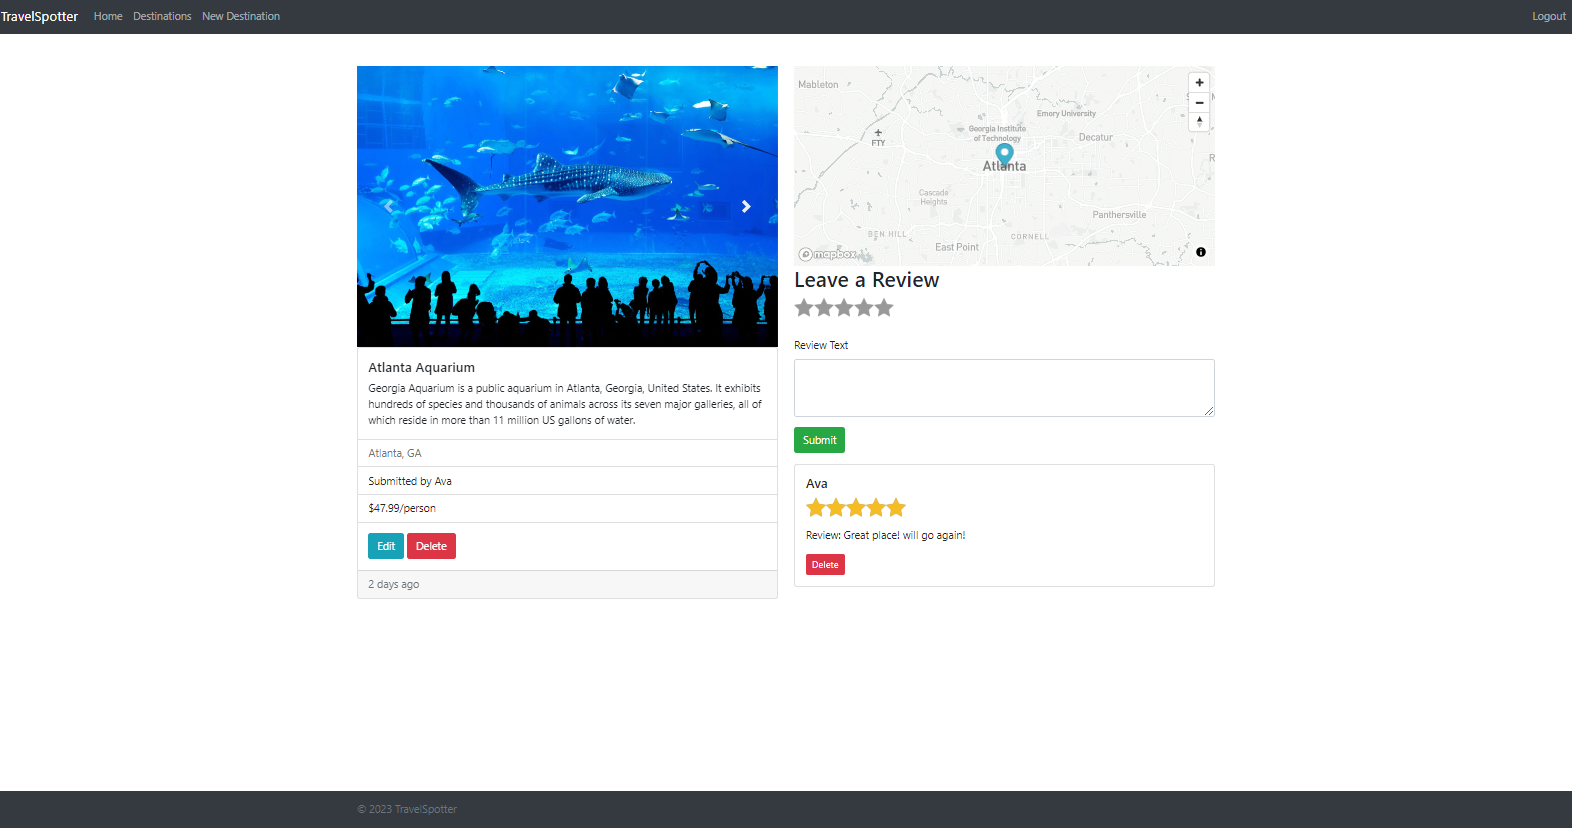 TravelSpotter Home Destinations New Destination Logout
Atlanta Aquarium
Georgia Aquarium is a public aquarium in Atlanta, Georgia, United States. It exhibits
hundreds of species and thousands of animals across its seven major galleries, all of
which reside in more than 11 million US gallons of water.
Atlanta, GA
Submitted by Ava
$47.99/person
Edit Delete
2 days ago
Mableton
Emory University
Georgia Institute
of Technology
Decatur
FTY
Atlanta
Cascade
Heights
Panthersville
BEN HILL
CORNELL
East Point
mapbox
Leave a Review
Review Text
Submit
Ava
Review: Great place! will go again!
Delete
© 2023 TravelSpotter